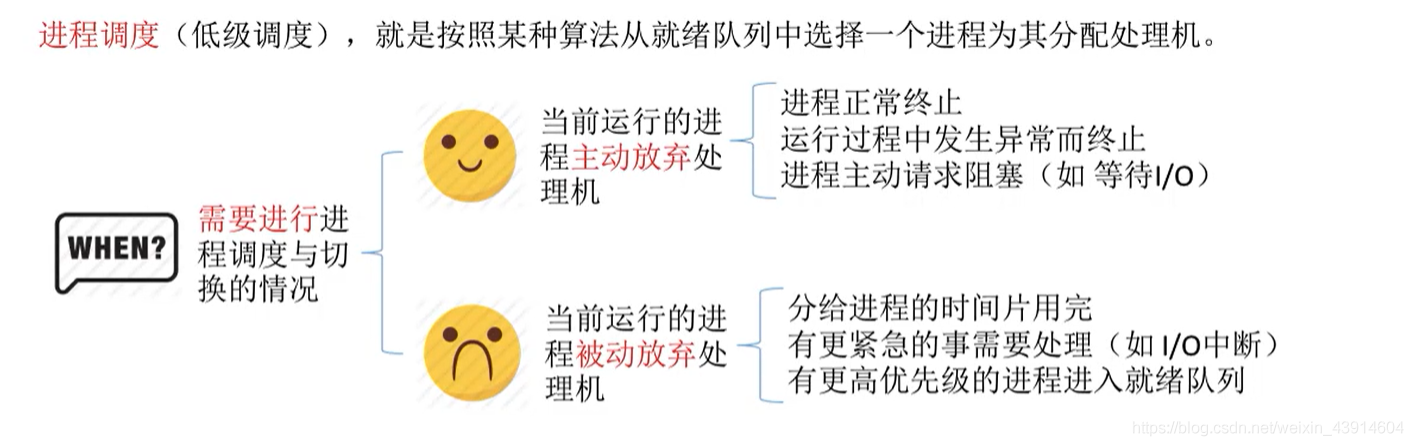 进程调度（低级调度），就是按照某种算法从就绪队列中选择一个进程为其分配处理机。
WHEN?
需要进行进
程调度与切
换的情况
当前运行的进
程主动放弃处
理机
进程正常终止
运行过程中发生异常而终止
进程主动请求阻塞（如 等待I/O）
当前运行的进
程被动放弃处
理机
分给进程的时间片用完
有更紧急的事需要处理（如 I/O中断）
有更高优先级的进程进入就绪队列
https://blog.csdn.net/weixin_43914604